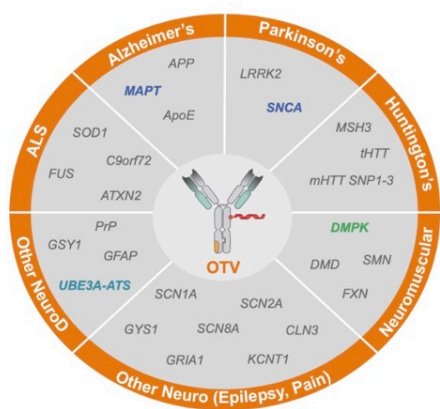 Alzheimer's
APP
MAPT
ApoE
Parkinson's
LRRK2
SNCA
Huntington's
MSH3
tHTT
mHTT SNP1-3
Neuromuscular
DMPK
DMD
SMN
FXN
Other Neuro (Epilepsy, Pain)
SCN1A
SCN2A
GYS1
SCN8A
CLN3
GRIA1
KCNT1
Other NeuroD
PrP
GSY1
GFAP
UBE3A-ATS
ALS
SOD1
C9orf72
FUS
ATXN2
OTV